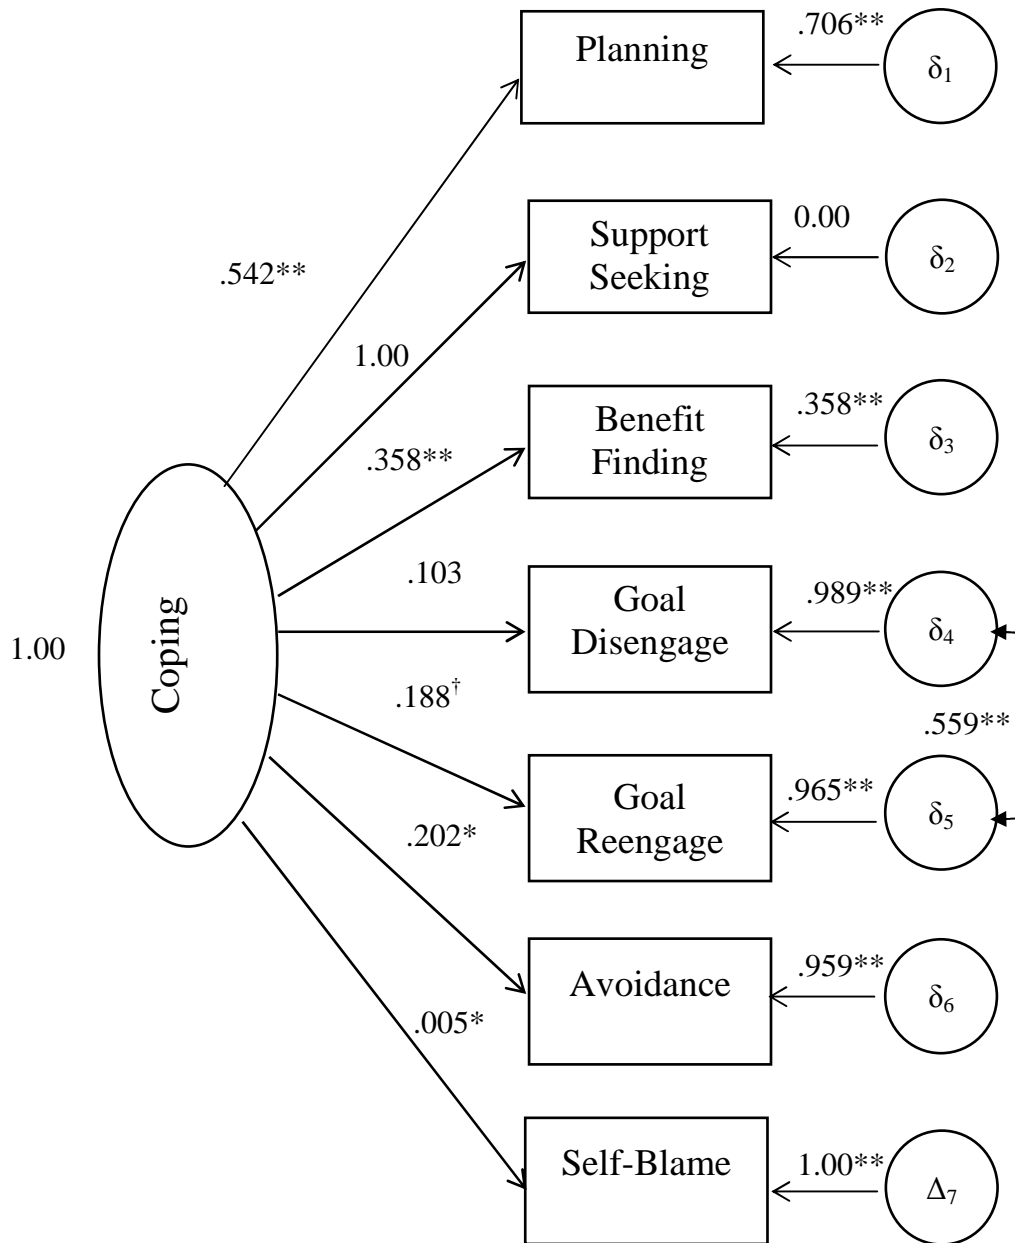 Planning
.706**
δ1
.542**
Support
Seeking
0.00
δ2
1.00
Benefit
Finding
.358**
δ3
.358**
Goal
Disengage
.989**
δ4
.103
1.00
Coping
.559**
Goal
Reengage
.965**
δ5
.188†
Avoidance
.959**
δ6
.202*
Self-Blame
1.00**
Δ7
.005*